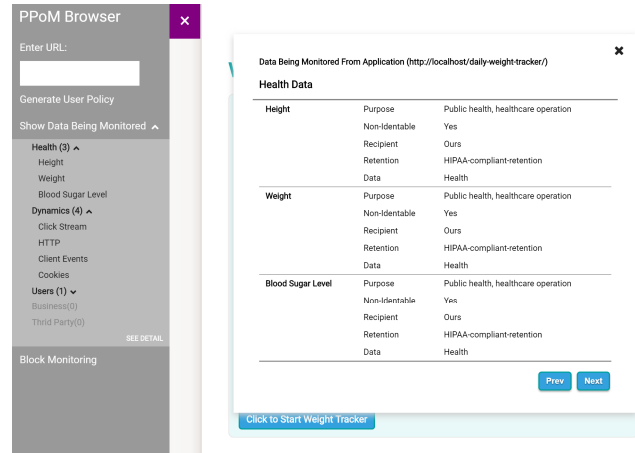 PPoM Browser
×
Enter URL:
Generate User Policy
Show Data Being Monitored
Health (3)
Height
Weight
Blood Sugar Level
Dynamics (4)
Click Stream
HTTP
Client Events
Cookies
Users (1)
Business(0)
Thrid Party(0)
SEE DETAIL
Block Monitoring
Data Being Monitored From Application (http://localhost/daily-weight-tracker/)
Health Data
Height Purpose Public health, healthcare operation
Non-Identable Yes
Recipient Ours
Retention HIPAA-compliant-retention
Data Health
Weight Purpose Public health, healthcare operation
Non-Identable Yes
Recipient Ours
Retention HIPAA-compliant-retention
Data Health
Blood Sugar Level Purpose Public health, healthcare operation
Non-Identable Yes
Recipient Ours
Retention HIPAA-compliant-retention
Data Health
Prev Next
Click to Start Weight Tracker